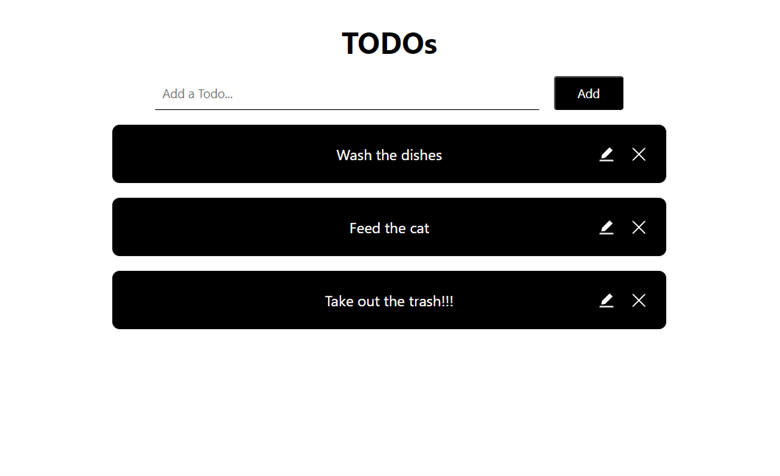 TODOs
Add a Todo...
Add
Wash the dishes
Feed the cat
Take out the trash!!!